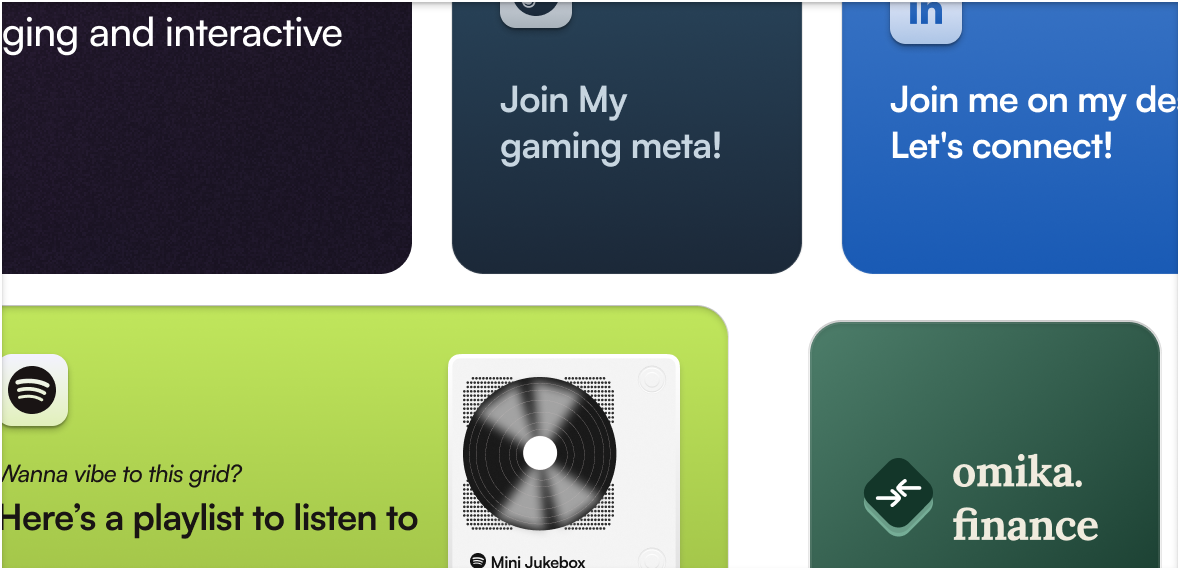 ging and interactive
Join My
gaming meta!
in
Join me on my des
Let's connect!
Wanna vibe to this grid?
Here's a playlist to listen to
Mini Jukebox
omika.
finance